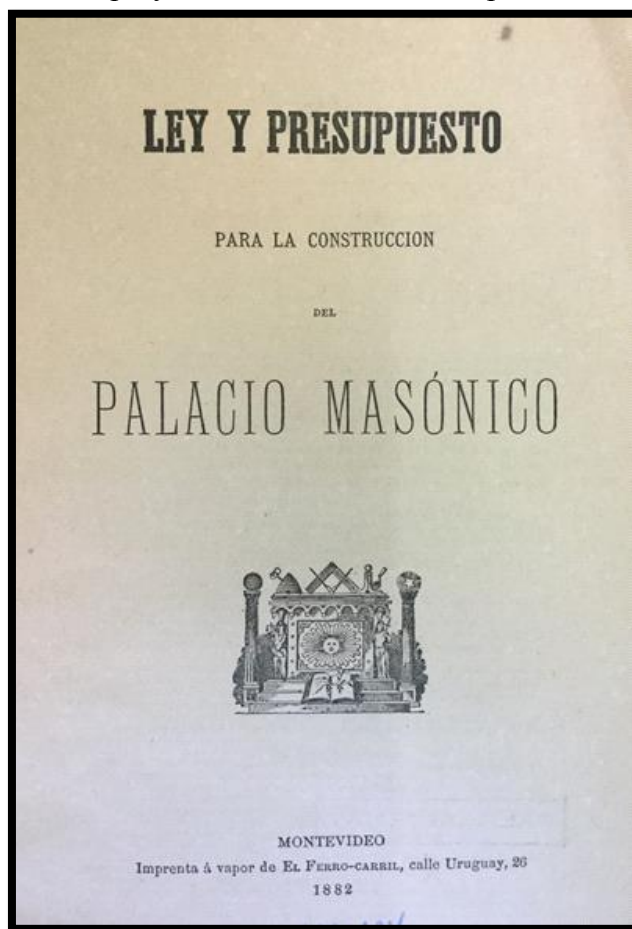 LEY Y PRESUPUESTO
PARA LA CONSTRUCCION
DEL
PALACIO MASÓNICO
MONTEVIDEO
Imprenta á vapor de EL FERRO-CARRIL, calle Uruguay, 26
1882